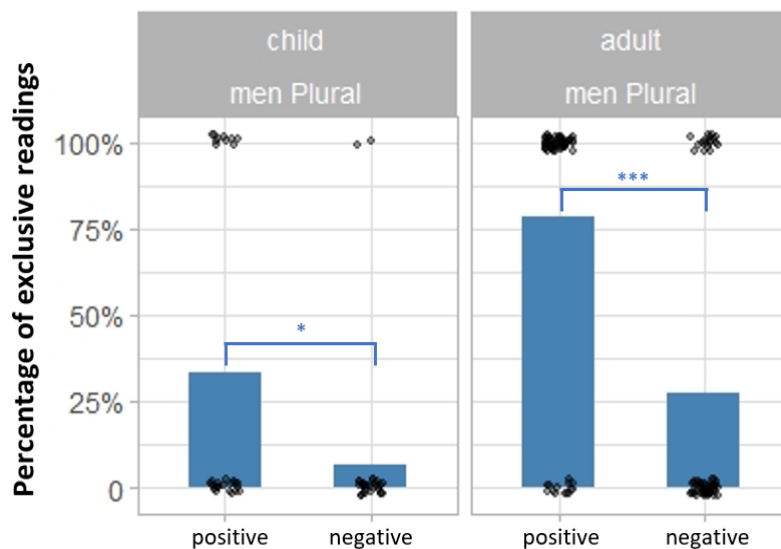 child
adult
men Plural
men Plural
Percentage of exclusive readings
100%
75%
50%
25%
0
*
***
positive
negative
positive
negative